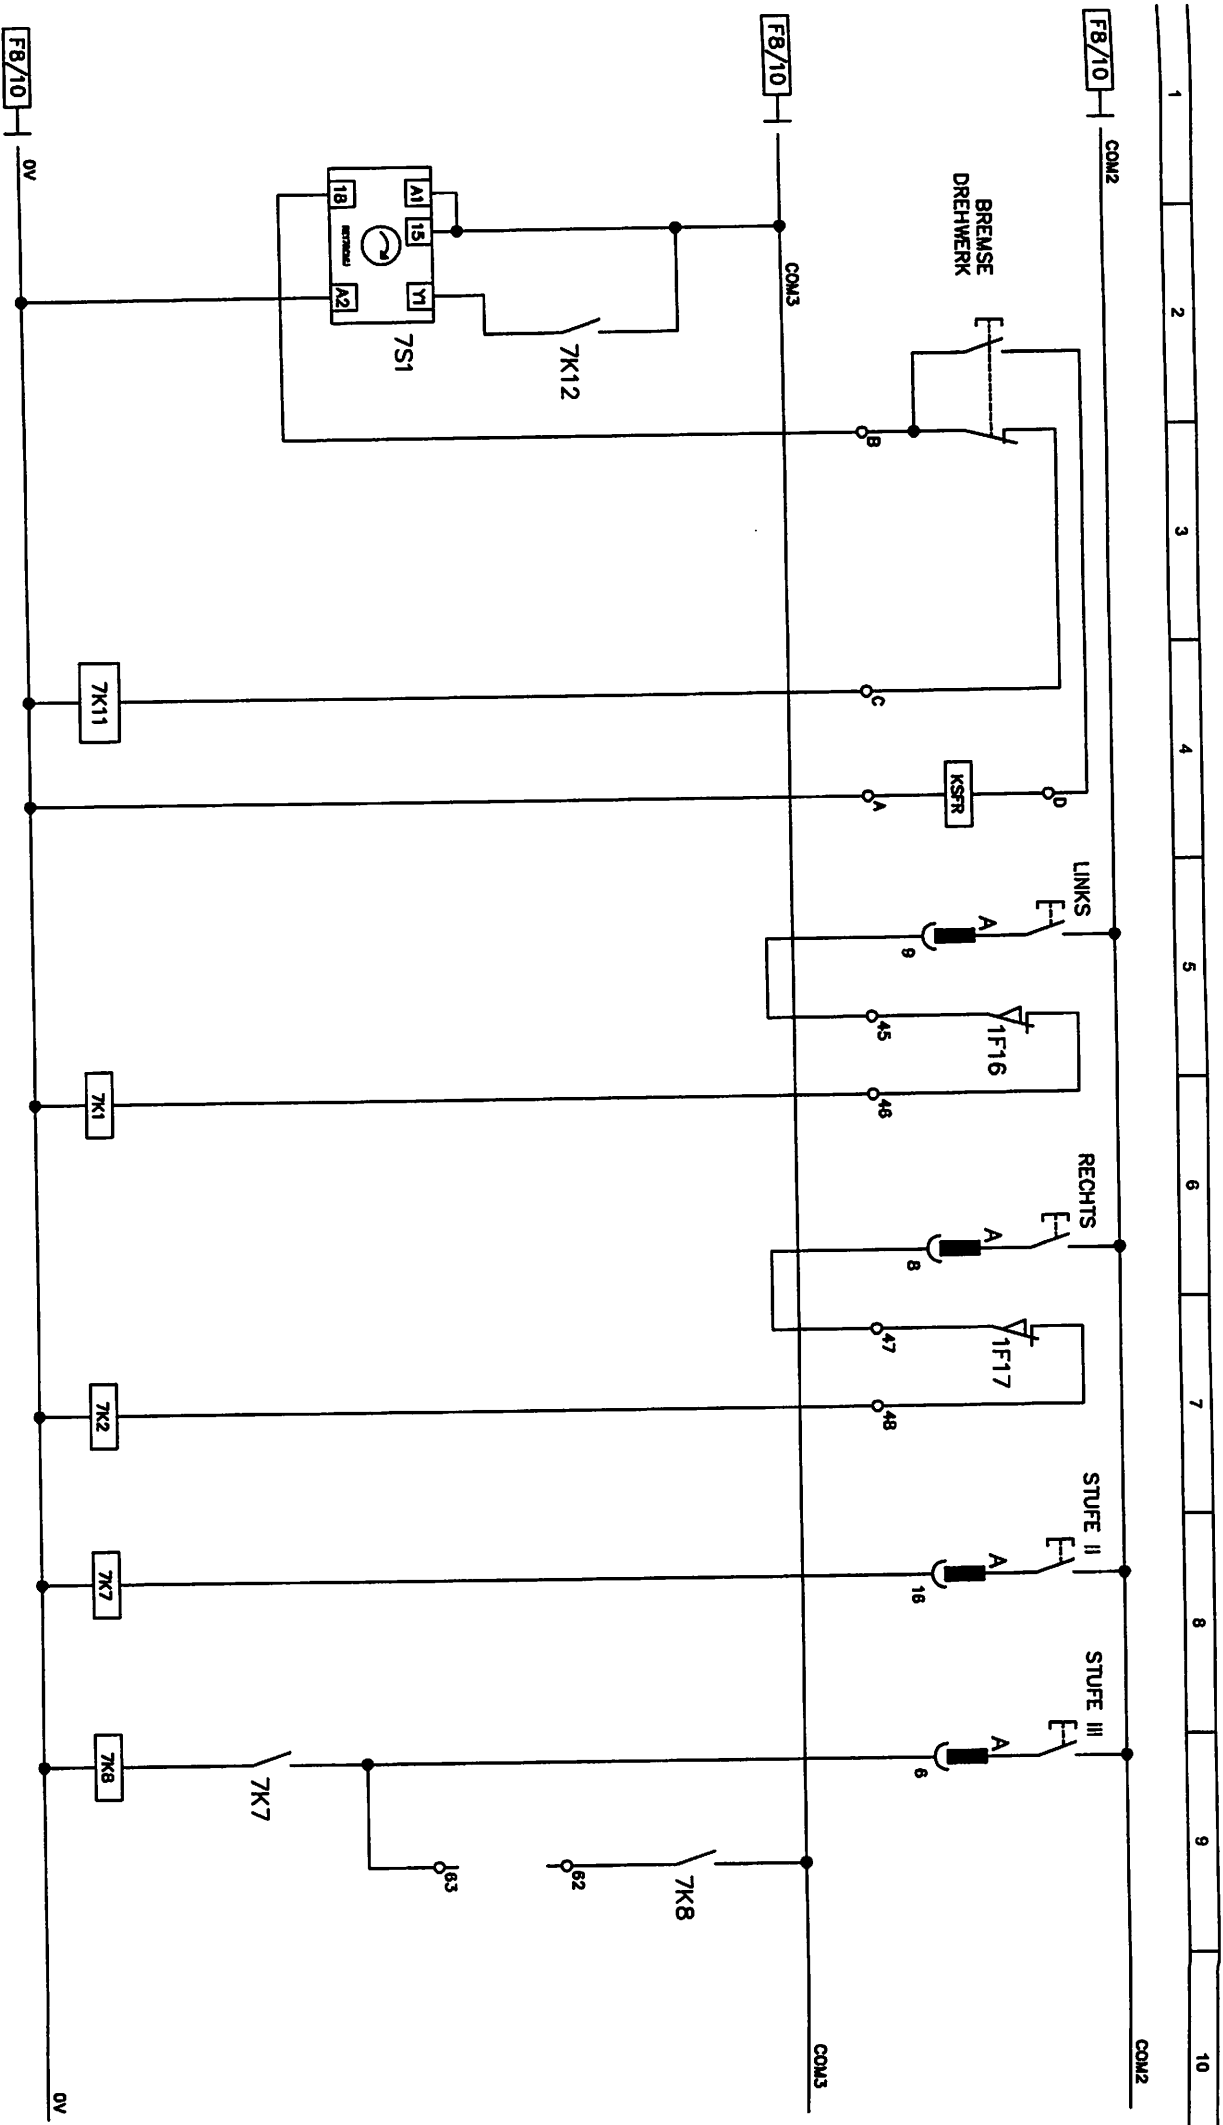 1
2
3
4
5
6
7
8
9
10
F8/10
COM2
COM2
BREMSE
DREHWERK
LINKS
RECHTS
STUFE II
STUFE III
A
A
A
A
D
KSFR
1F16
1F17
9
8
16
6
B
C
A
45
46
47
48
F8/10
COM3
COM3
7K12
7K8
62
63
A1
15
Y1
7S1
18
A2
7K7
7K11
7K1
7K2
7K7
7K8
F8/10
0V
0V